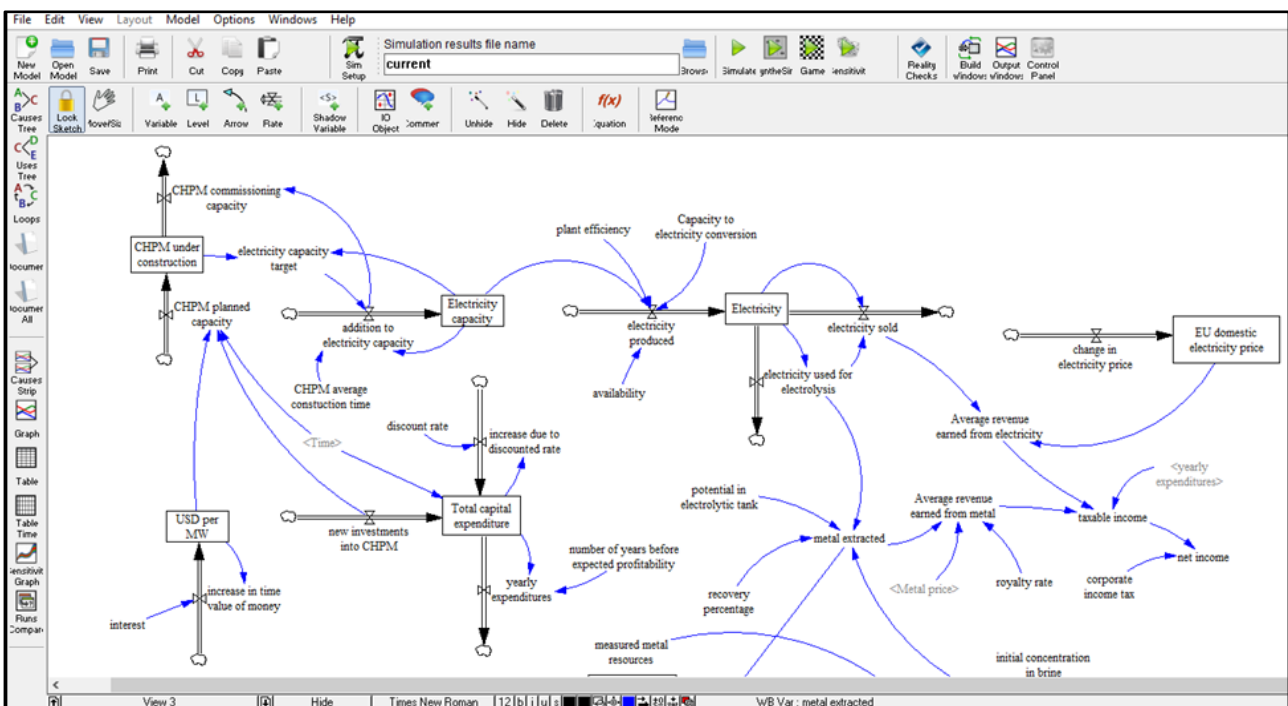 File Edit View Layout Model Options Windows Help
New Model
Open Model
Save
Print
Cut
Copy
Paste
Sim Setup
Simulation results file name
current
Browse
Simulate
Game
Reality Checks
Build Windows
Output Windows
Control Panel
Causes Tree
Lock Sketch
Variable
Level
Arrow
Rate
Shadow Variable
IO Object
Unhide
Hide
Delete
f(x)
Mode
Uses Tree
Loops
All
Causes Strip
Graph
Table
Table Time
Graph
Runs
CHPM commissioning
capacity
CHPM under
construction
electricity capacity
target
CHPM planned
capacity
addition to
electricity capacity
Electricity
capacity
CHPM average
constuction time
plant efficiency
Capacity to
electricity conversion
electricity
produced
availability
Electricity
electricity sold
electricity used for
electrolysis
change in
electricity price
EU domestic
electricity price
Average revenue
earned from electricity
<Time>
discount rate
increase due to
discounted rate
Total capital
expenditure
new investments
into CHPM
yearly
expenditures
number of years before
expected profitability
USD per
MW
increase in time
value of money
interest
potential in
electrolytic tank
metal extracted
recovery
percentage
Average revenue
earned from metal
<Metal price>
royalty rate
<yearly
expenditures>
taxable income
net income
corporate
income tax
measured metal
resources
initial concentration
in brine
View 3
Hide
Times New Roman
12 b i u s
WB Var : metal extracted